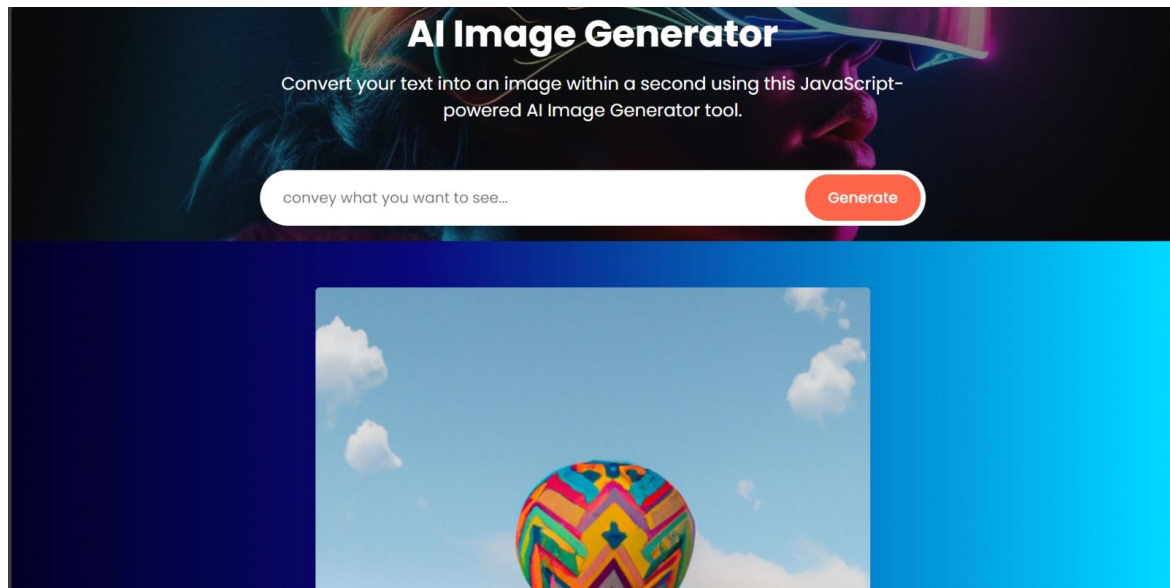 AI Image Generator
Convert your text into an image within a second using this JavaScript-
powered AI Image Generator tool.
convey what you want to see...
Generate